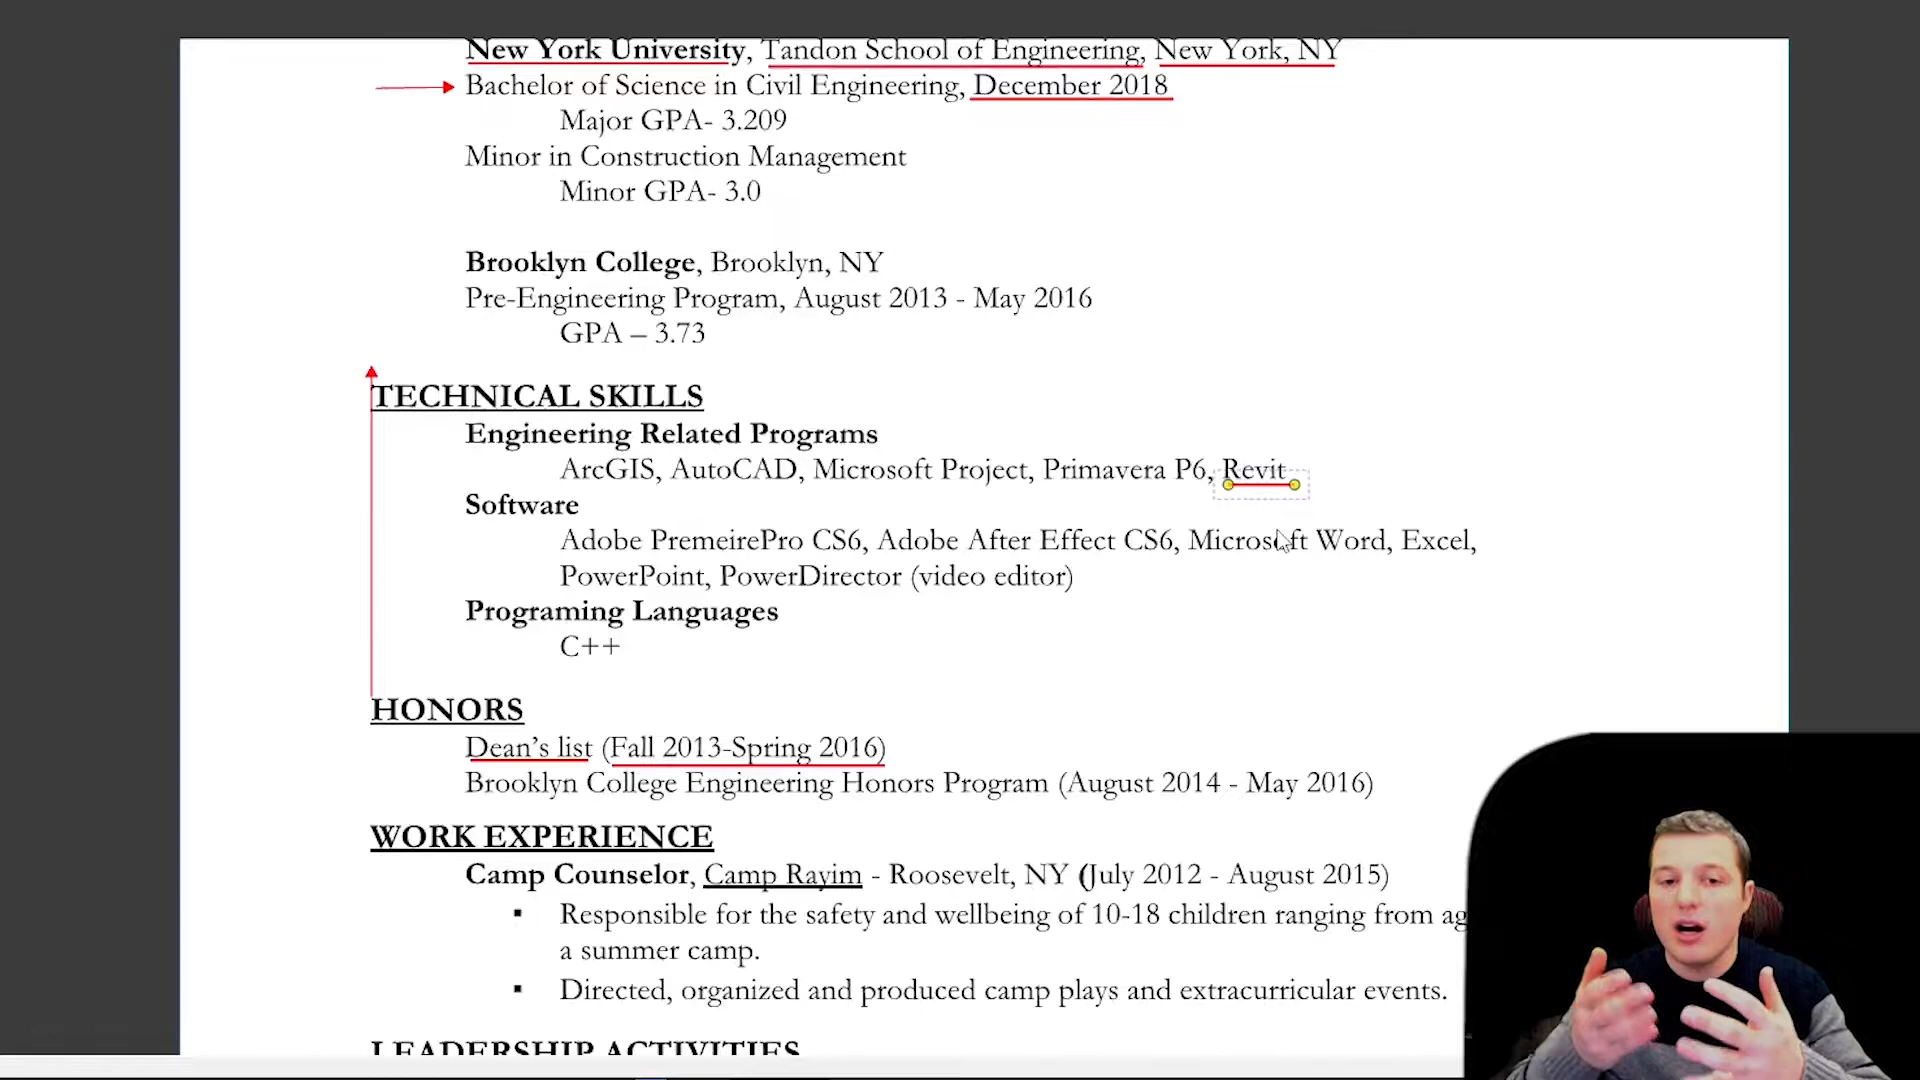 New York University, Tandon School of Engineering, New York, NY
Bachelor of Science in Civil Engineering, December 2018
Major GPA- 3.209
Minor in Construction Management
Minor GPA- 3.0
Brooklyn College, Brooklyn, NY
Pre-Engineering Program, August 2013 - May 2016
GPA – 3.73
TECHNICAL SKILLS
Engineering Related Programs
ArcGIS, AutoCAD, Microsoft Project, Primavera P6, Revit
Software
Adobe PremeirePro CS6, Adobe After Effect CS6, Microsoft Word, Excel,
PowerPoint, PowerDirector (video editor)
Programing Languages
C++
HONORS
Dean’s list (Fall 2013-Spring 2016)
Brooklyn College Engineering Honors Program (August 2014 - May 2016)
WORK EXPERIENCE
Camp Counselor, Camp Rayim - Roosevelt, NY (July 2012 - August 2015)
▪ Responsible for the safety and wellbeing of 10-18 children ranging from ag
a summer camp.
▪ Directed, organized and produced camp plays and extracurricular events.
LEADERSHIP ACTIVITIES